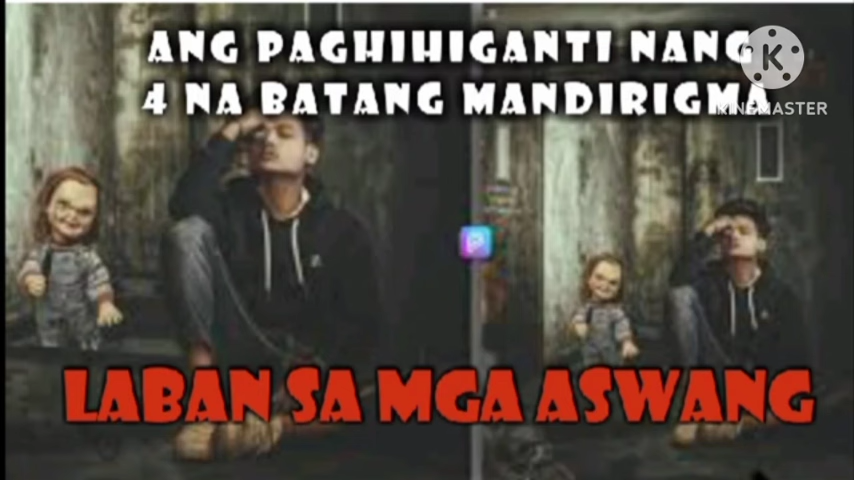 ANG PAGHIHIGANTI NANG
4 NA BATANG MANDIRIGMA
KINEMASTER
LABAN SA MGA ASWANG